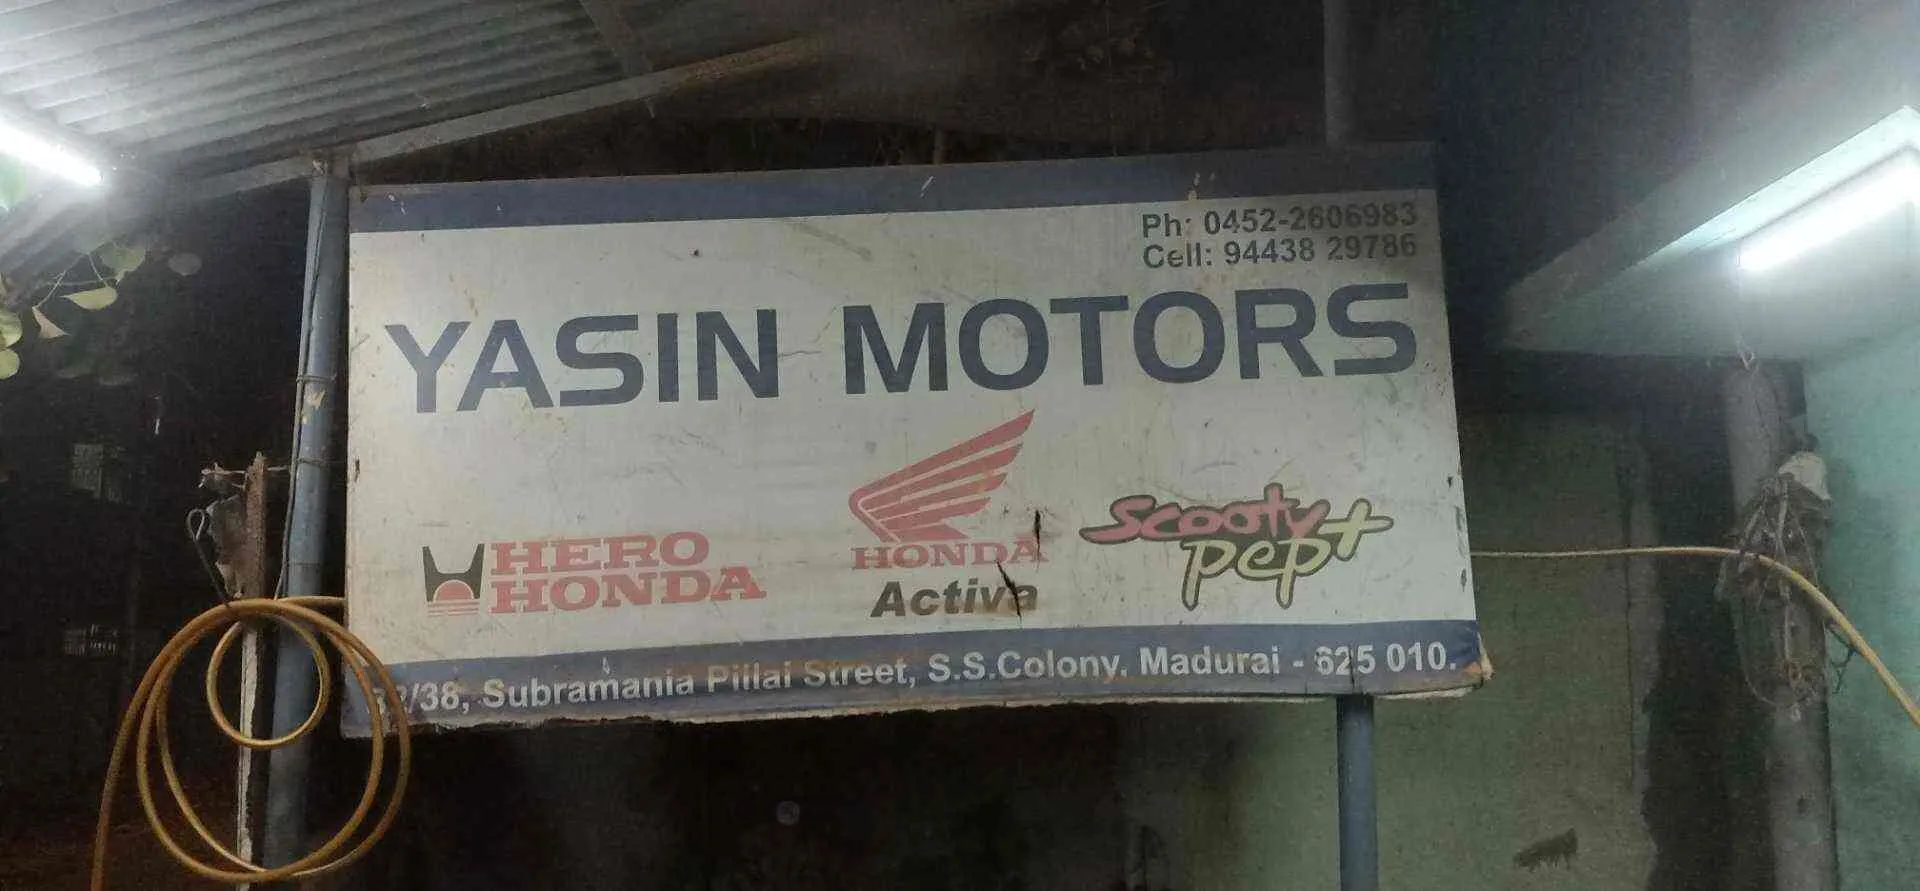 Ph: 0452-2606983
Cell: 94438 29786
YASIN MOTORS
HERO
HONDA
HONDA
Activa
Scooty
pep+
/38, Subramania Pillai Street, S.S.Colony. Madurai - 625 010.